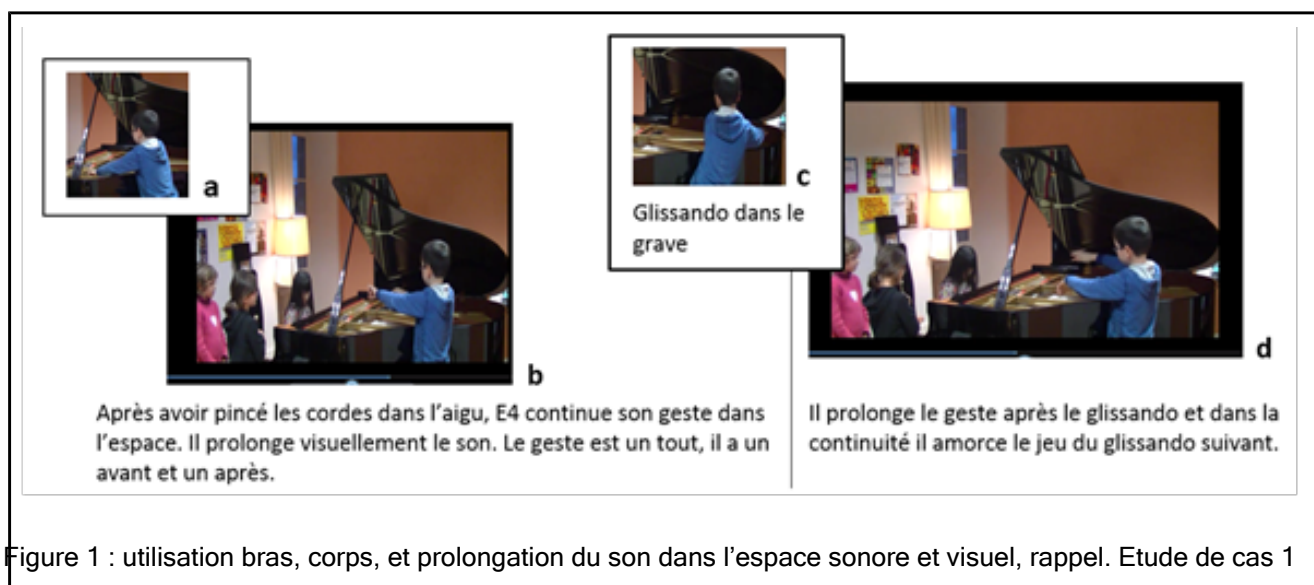 a
b
c
Glissando dans le
grave
d
Après avoir pincé les cordes dans l'aigu, E4 continue son geste dans
l'espace. Il prolonge visuellement le son. Le geste est un tout, il a un
avant et un après.
Il prolonge le geste après le glissando et dans la
continuité il amorce le jeu du glissando suivant.
Figure 1 : utilisation bras, corps, et prolongation du son dans l'espace sonore et visuel, rappel. Etude de cas 1